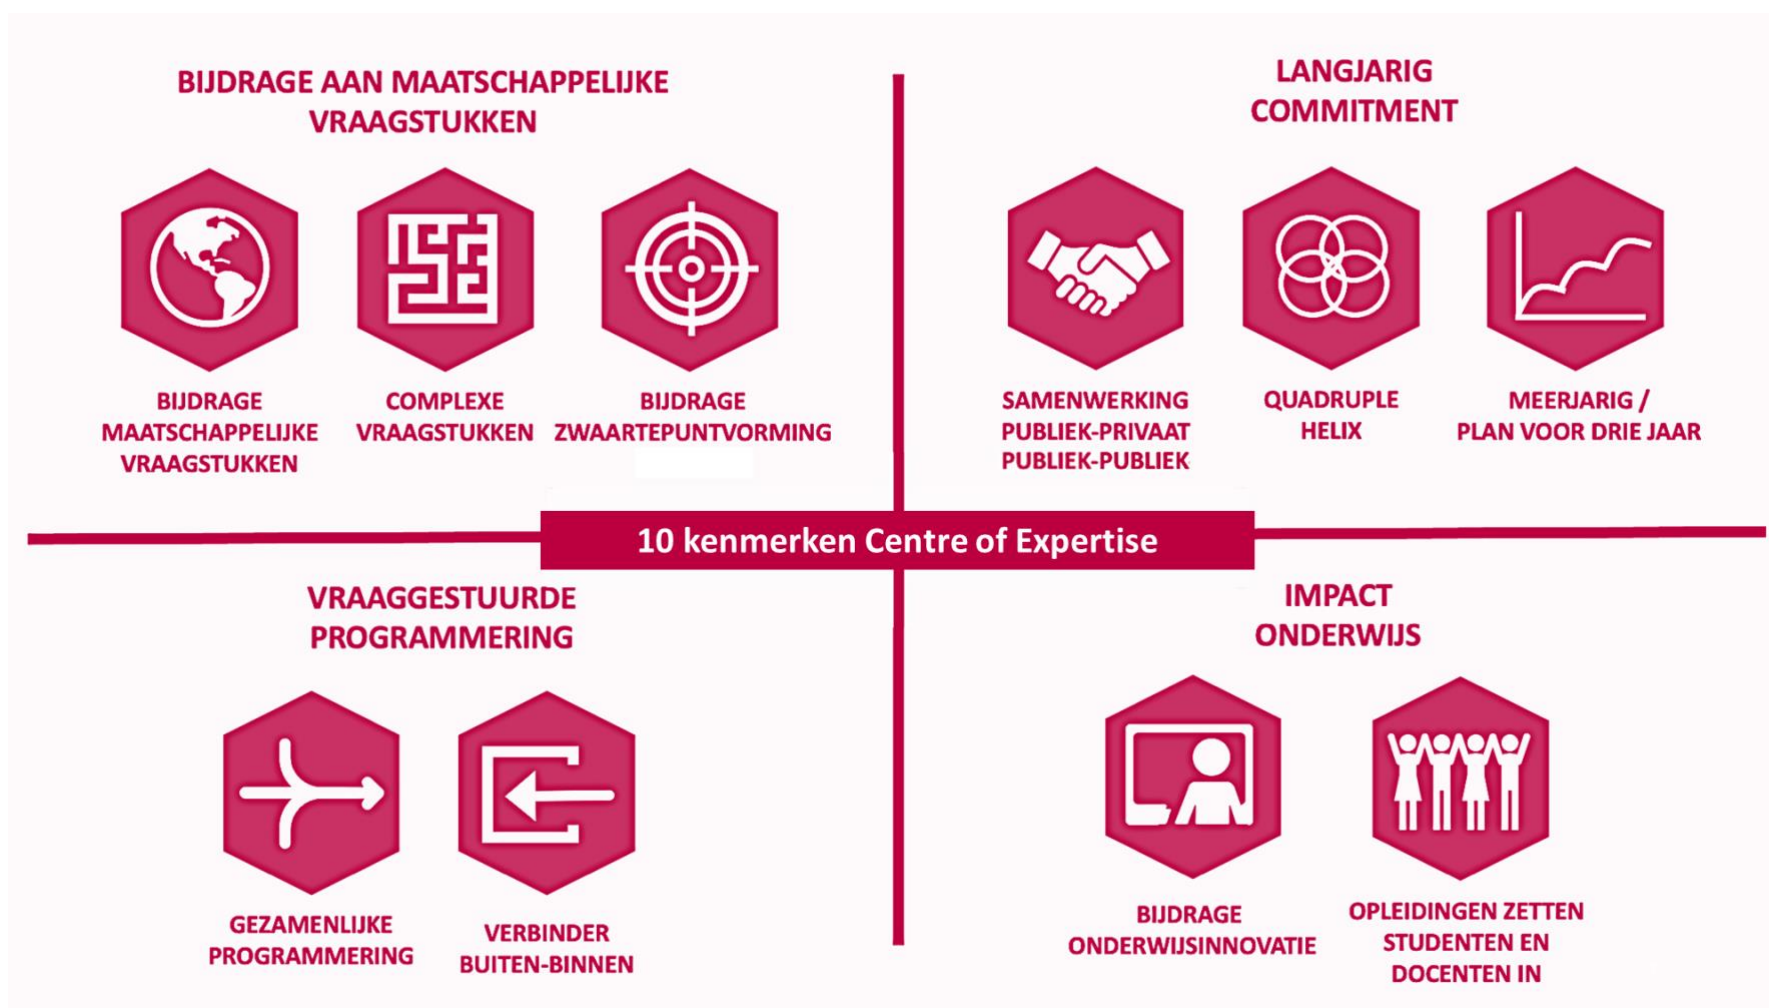 BIJDRAGE AAN MAATSCHAPPELIJKE
VRAAGSTUKKEN
BIJDRAGE
MAATSCHAPPELIJKE
VRAAGSTUKKEN
COMPLEXE
VRAAGSTUKKEN
BIJDRAGE
ZWAARTEPUNTVORMING
LANGJARIG
COMMITMENT
SAMENWERKING
PUBLIEK-PRIVAAT
PUBLIEK-PUBLIEK
QUADRUPLE
HELIX
MEERJARIG /
PLAN VOOR DRIE JAAR
10 kenmerken Centre of Expertise
VRAAGGESTUURDE
PROGRAMMERING
GEZAMENLIJKE
PROGRAMMERING
VERBINDER
BUITEN-BINNEN
IMPACT
ONDERWIJS
BIJDRAGE
ONDERWIJSINNOVATIE
OPLEIDINGEN ZETTEN
STUDENTEN EN
DOCENTEN IN